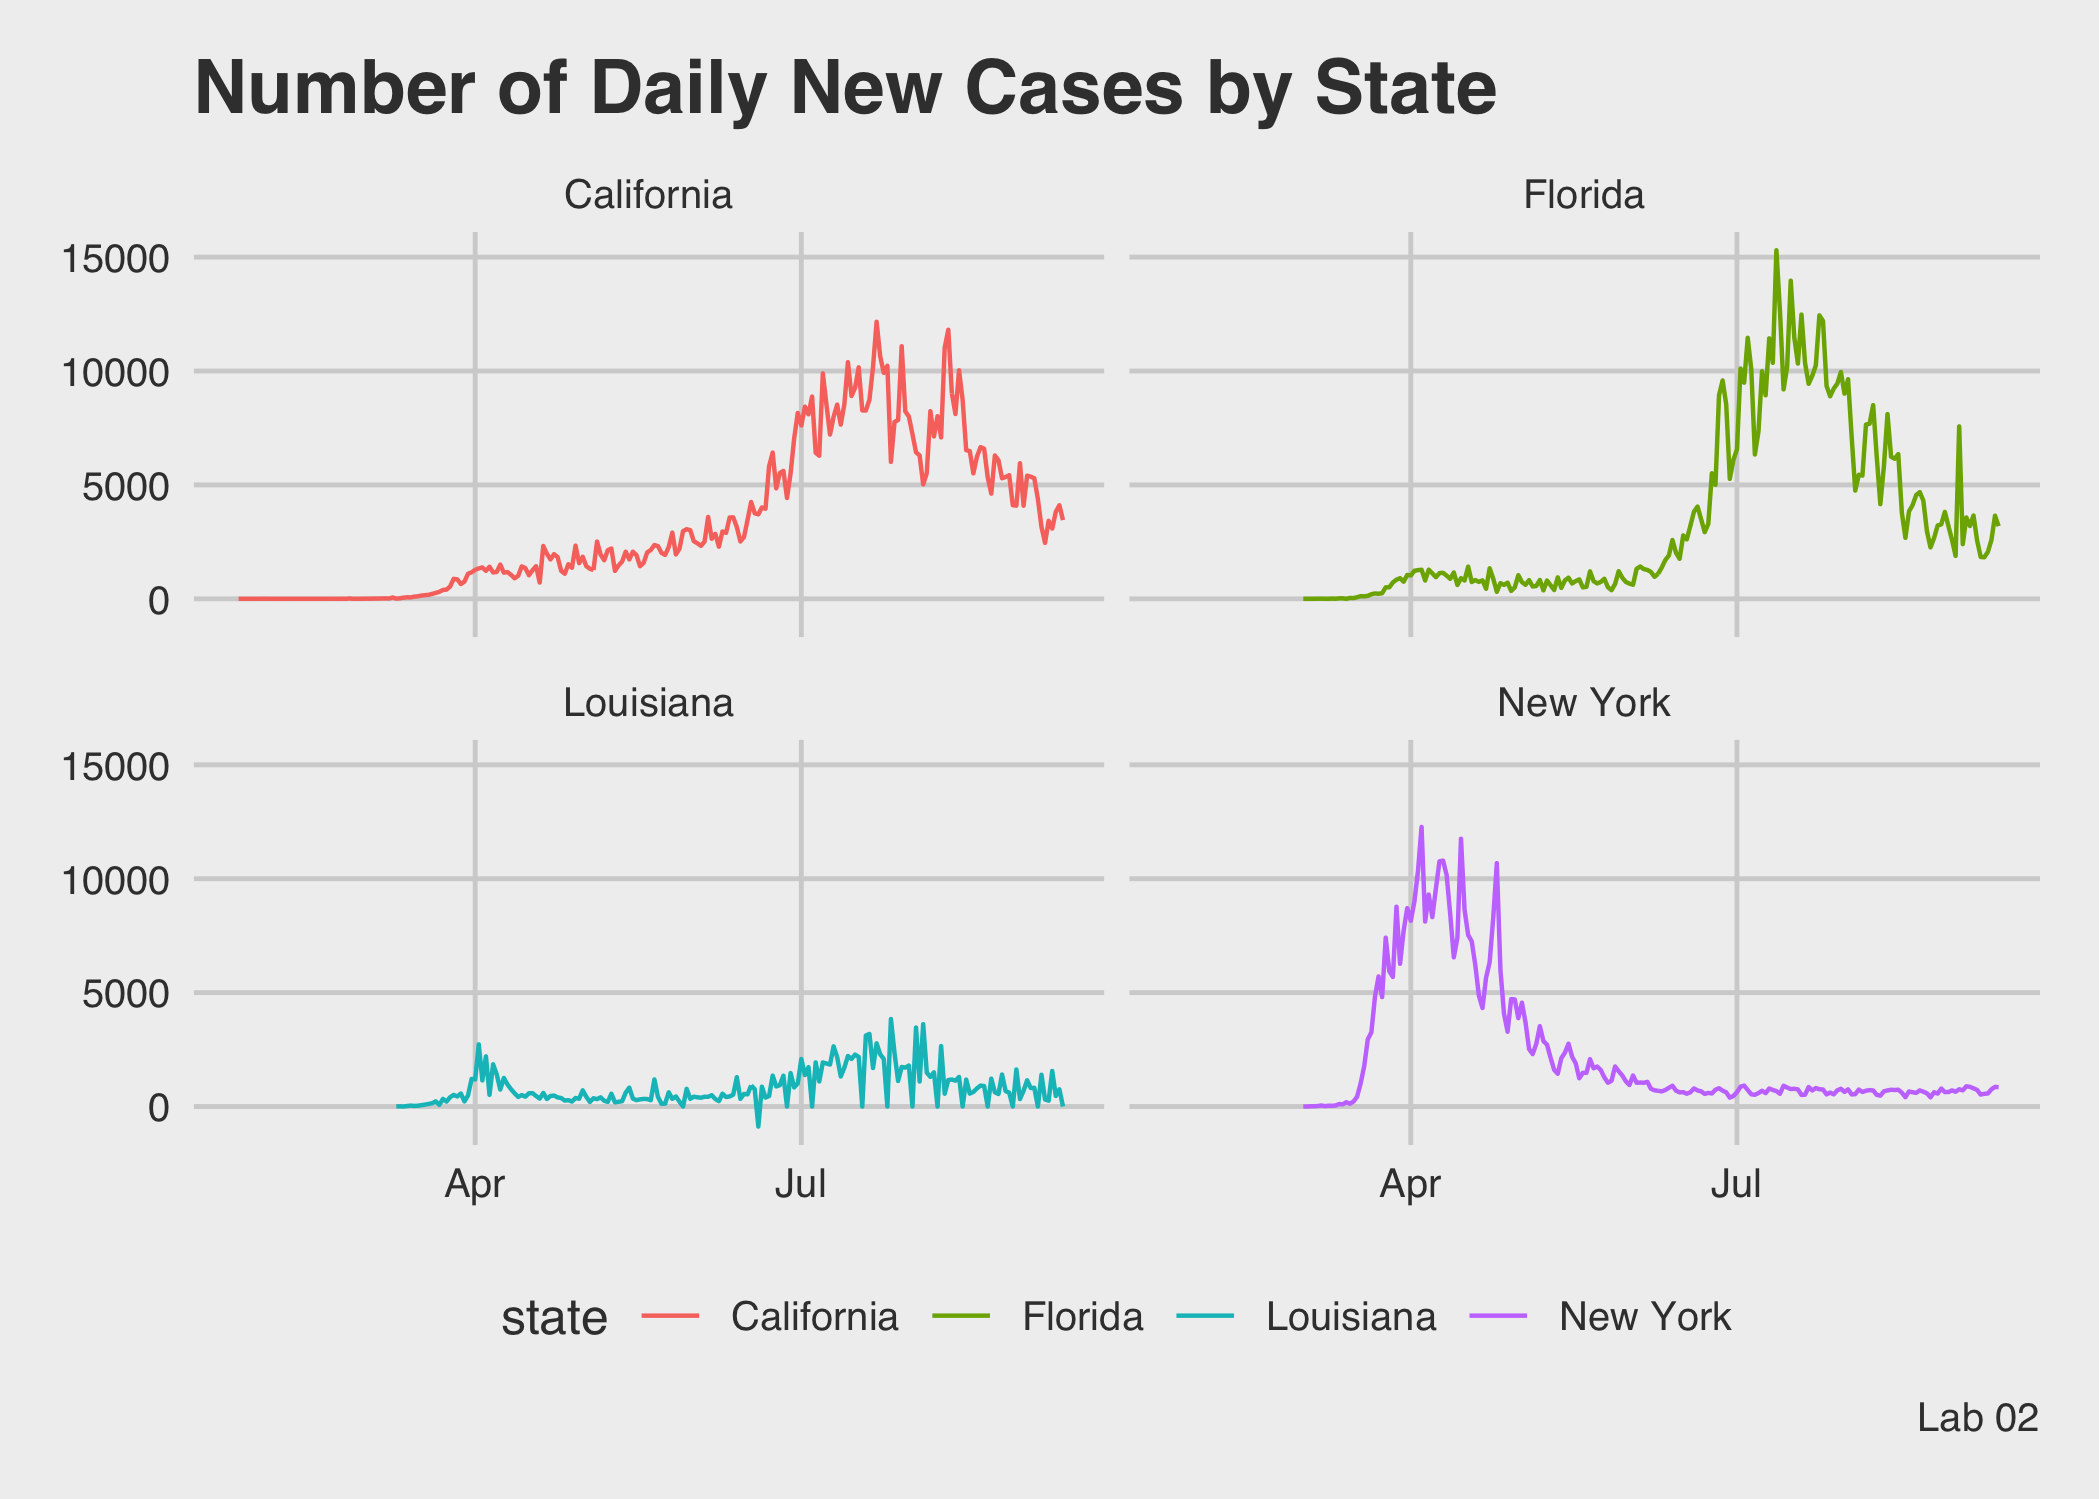 Number of Daily New Cases by State
California
Florida
15000
10000
5000
0
Louisiana
New York
15000
10000
5000
0
Apr
Jul
Apr
Jul
state California Florida Louisiana New York
Lab 02